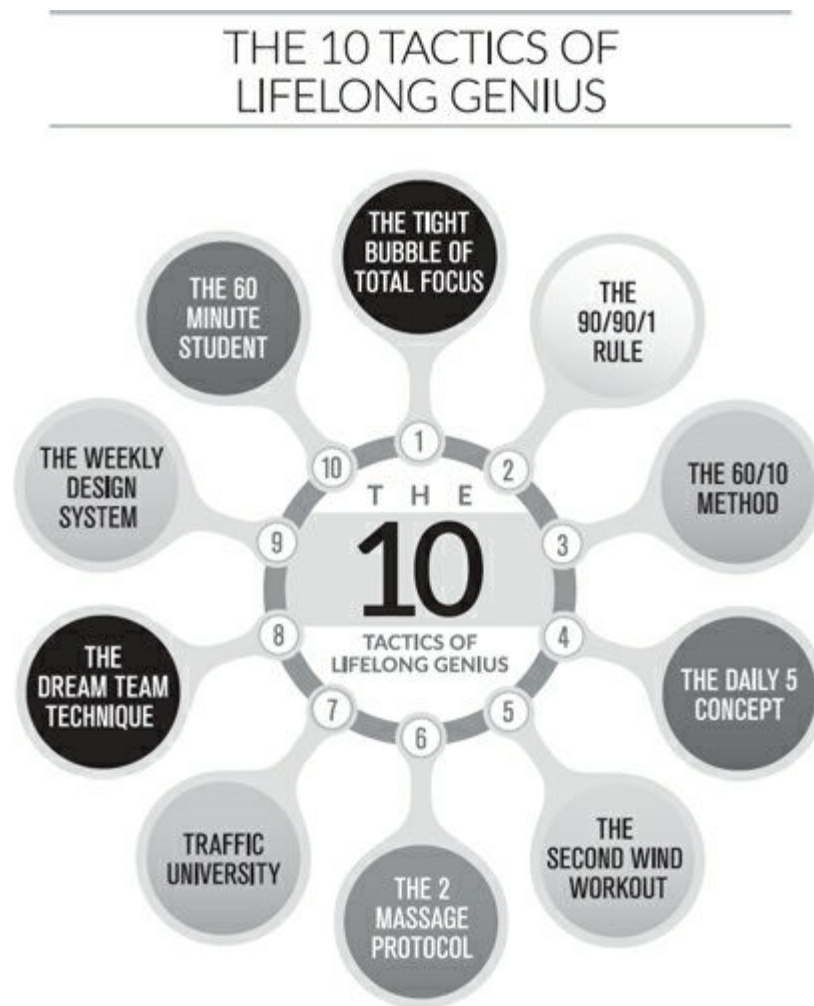 THE 10 TACTICS OF
LIFELONG GENIUS
THE TIGHT
BUBBLE OF
TOTAL FOCUS
THE
90/90/1
RULE
THE 60/10
METHOD
THE DAILY 5
CONCEPT
THE
SECOND WIND
WORKOUT
THE 2
MASSAGE
PROTOCOL
TRAFFIC
UNIVERSITY
THE
DREAM TEAM
TECHNIQUE
THE WEEKLY
DESIGN
SYSTEM
THE 60
MINUTE
STUDENT
1
2
3
4
5
6
7
8
9
10
THE
10
TACTICS OF
LIFELONG GENIUS